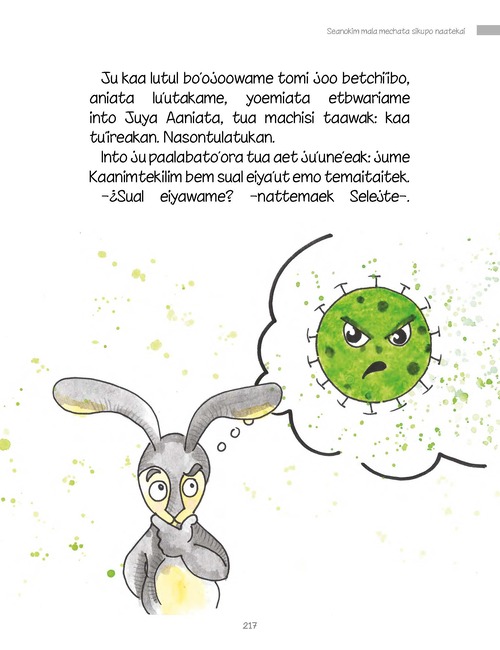 Seanokim mala mechata sikupo naatekai
Ju kaa lutul bo'ojoowame tomi joo betchi'ibo,
aniata lu'utakame, yoemiata etbwariame
into Juya Aaniata, tua machisi taawak: kaa
tu'ireakan. Nasontulatukan.
Into ju paalabato'ora tua aet ju'une'eak: jume
Kaanimtekilim bem sual eiya'ut emo temaitaitek.
–¿Sual eiyawame? –nattemaek Selejte–.
217